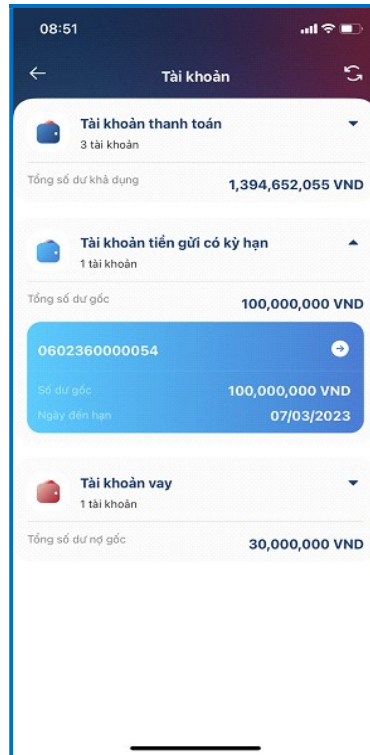 08:51
Tài khoản
Tài khoản thanh toán
3 tài khoản
Tổng số dư khả dụng
1,394,652,055 VND
Tài khoản tiền gửi có kỳ hạn
1 tài khoản
Tổng số dư gốc
100,000,000 VND
0602360000054
Số dư gốc
100,000,000 VND
Ngày đến hạn
07/03/2023
Tài khoản vay
1 tài khoản
Tổng số dư nợ gốc
30,000,000 VND